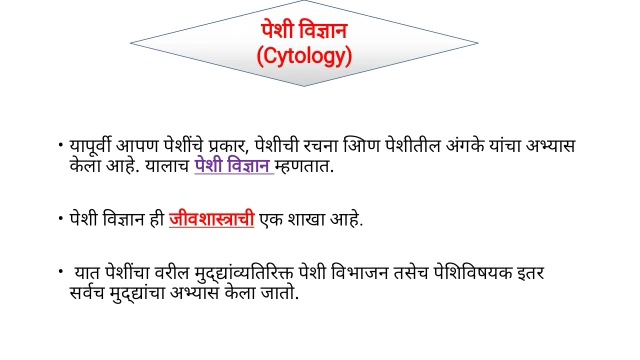 पेशी विज्ञान
(Cytology)
• यापूर्वी आपण पेशींचे प्रकार, पेशीची रचना आिण पेशीतील अंगके यांचा अभ्यास
केला आहे. यालाच पेशी विज्ञान म्हणतात.
• पेशी विज्ञान ही जीवशास्त्राची एक शाखा आहे.
• यात पेशींचा वरील मुद्द्यांव्यतिरिक्त पेशी विभाजन तसेच पेशिविषयक इतर
सर्वच मुद्द्यांचा अभ्यास केला जातो.